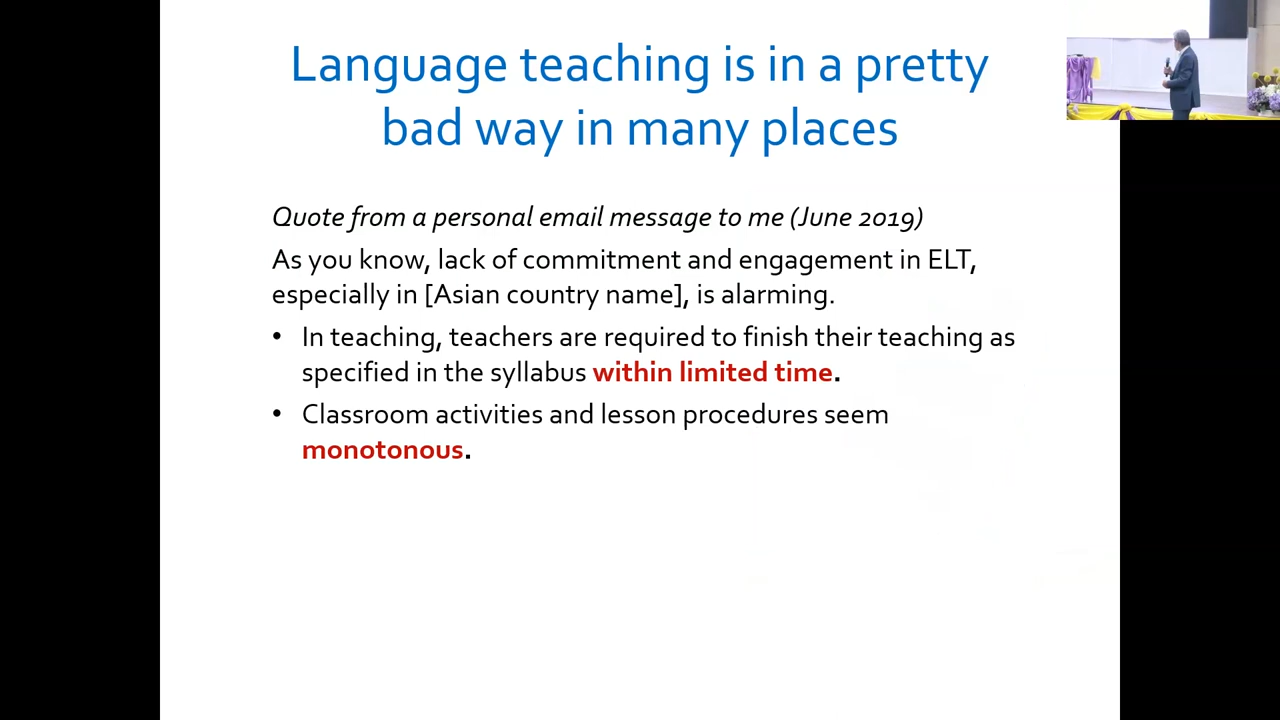 Language teaching is in a pretty
bad way in many places
Quote from a personal email message to me (June 2019)
As you know, lack of commitment and engagement in ELT,
especially in [Asian country name], is alarming.
• In teaching, teachers are required to finish their teaching as
specified in the syllabus within limited time.
• Classroom activities and lesson procedures seem
monotonous.